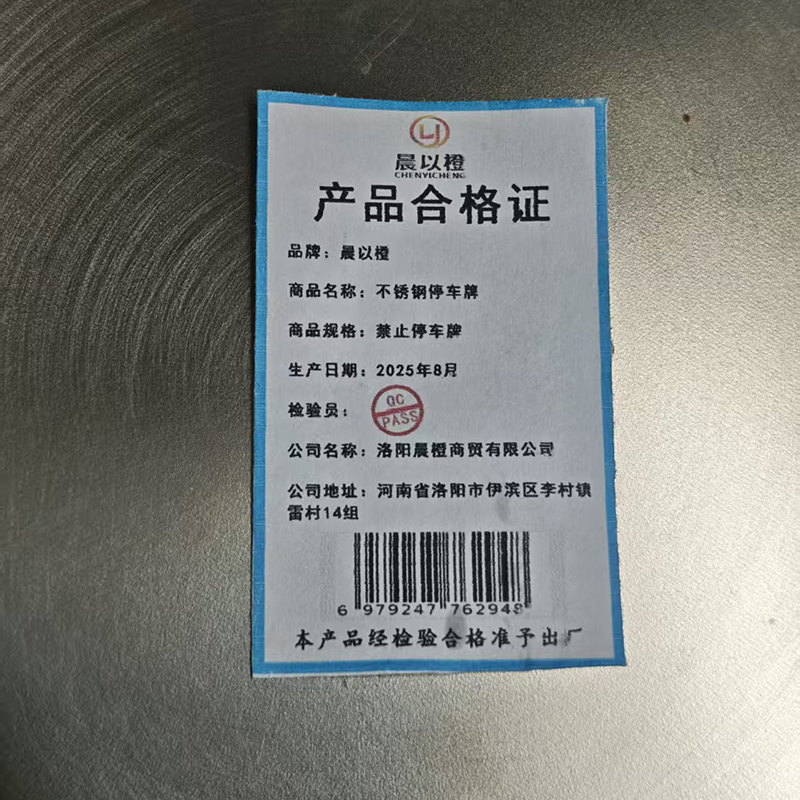 晨以橙
CHENYICHENG
产品合格证
品牌：晨以橙
商品名称：不锈钢停车牌
商品规格：禁止停车牌
生产日期：2025年8月
检验员：
QC
PASS
公司名称：洛阳晨橙商贸有限公司
公司地址：河南省洛阳市伊滨区李村镇
雷村14组
6 979247 762948
本产品经检验合格准予出厂